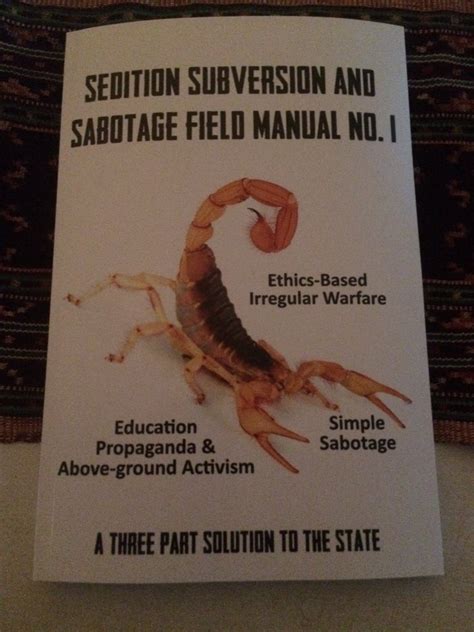 SEDITION SUBVERSION AND
SABOTAGE FIELD MANUAL NO. 1
Ethics-Based
Irregular Warfare
Education
Propaganda &
Above-ground Activism
Simple
Sabotage
A THREE PART SOLUTION TO THE STATE